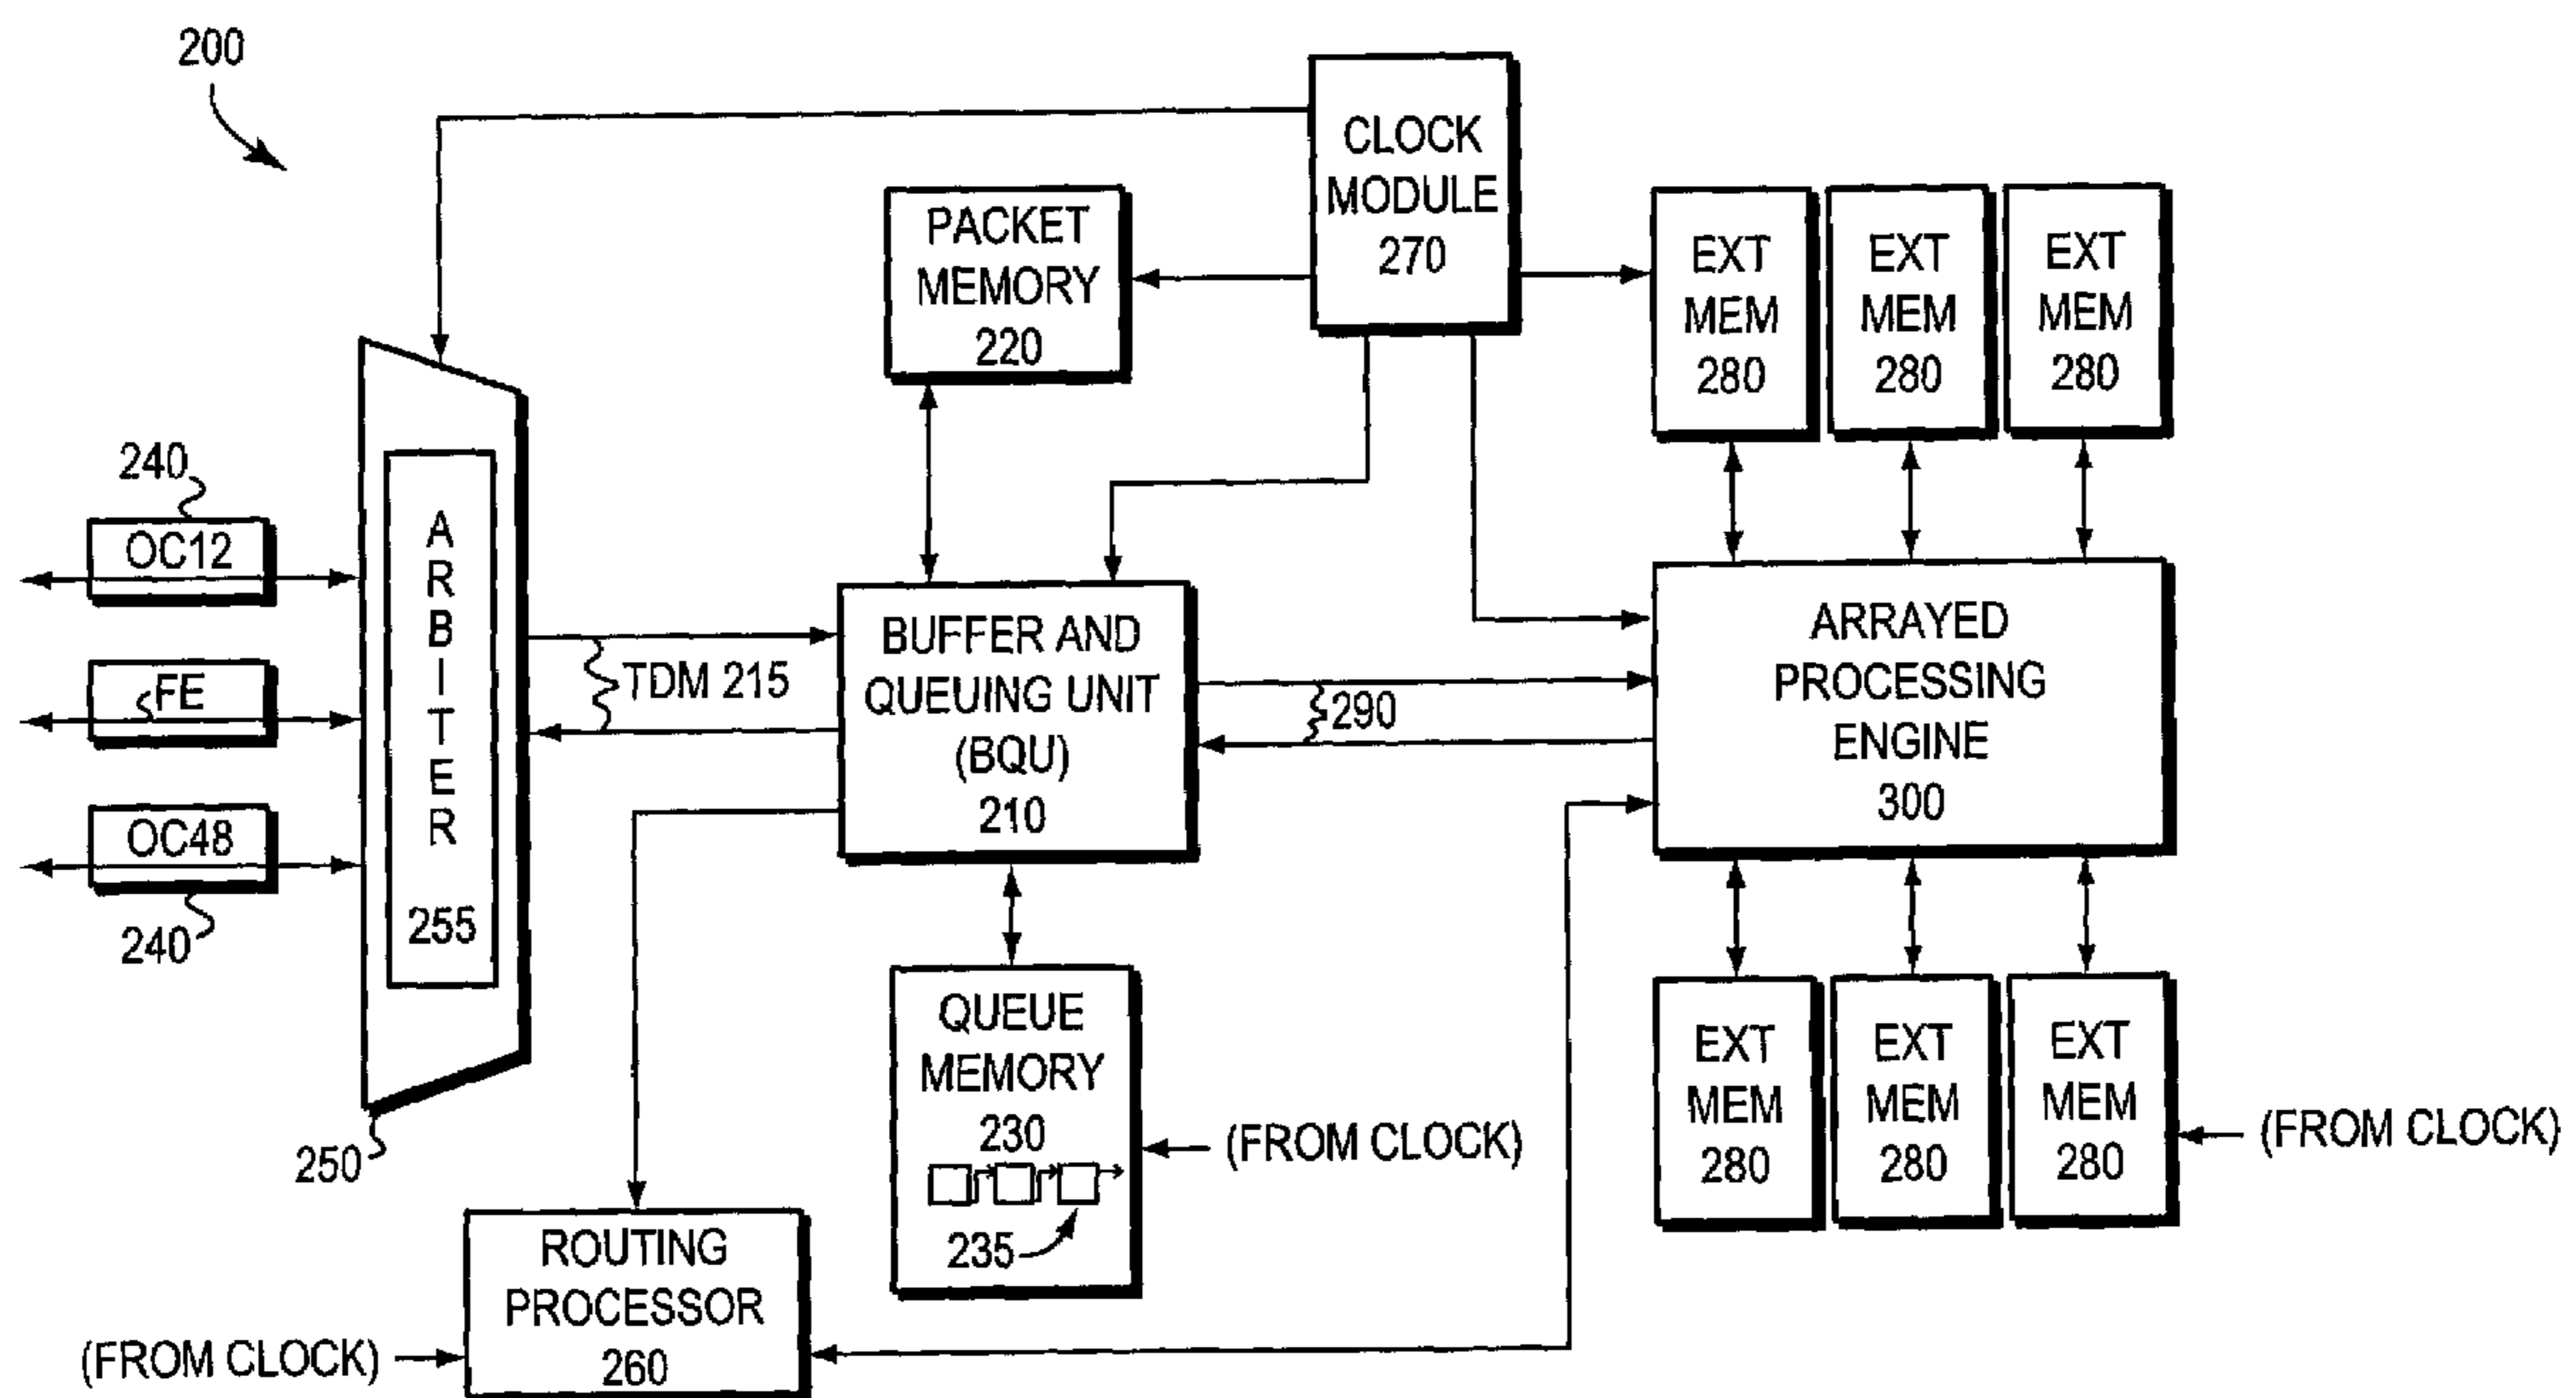 200
CLOCK
MODULE
270
PACKET
MEMORY
220
EXT
MEM
280
EXT
MEM
280
EXT
MEM
280
240
OC12
FE
OC48
240
ARBITER
255
250
TDM 215
BUFFER AND
QUEUING UNIT
(BQU)
210
290
ARRAYED
PROCESSING
ENGINE
300
QUEUE
MEMORY
230
235
(FROM CLOCK)
EXT
MEM
280
EXT
MEM
280
EXT
MEM
280
(FROM CLOCK)
ROUTING
PROCESSOR
260
(FROM CLOCK)